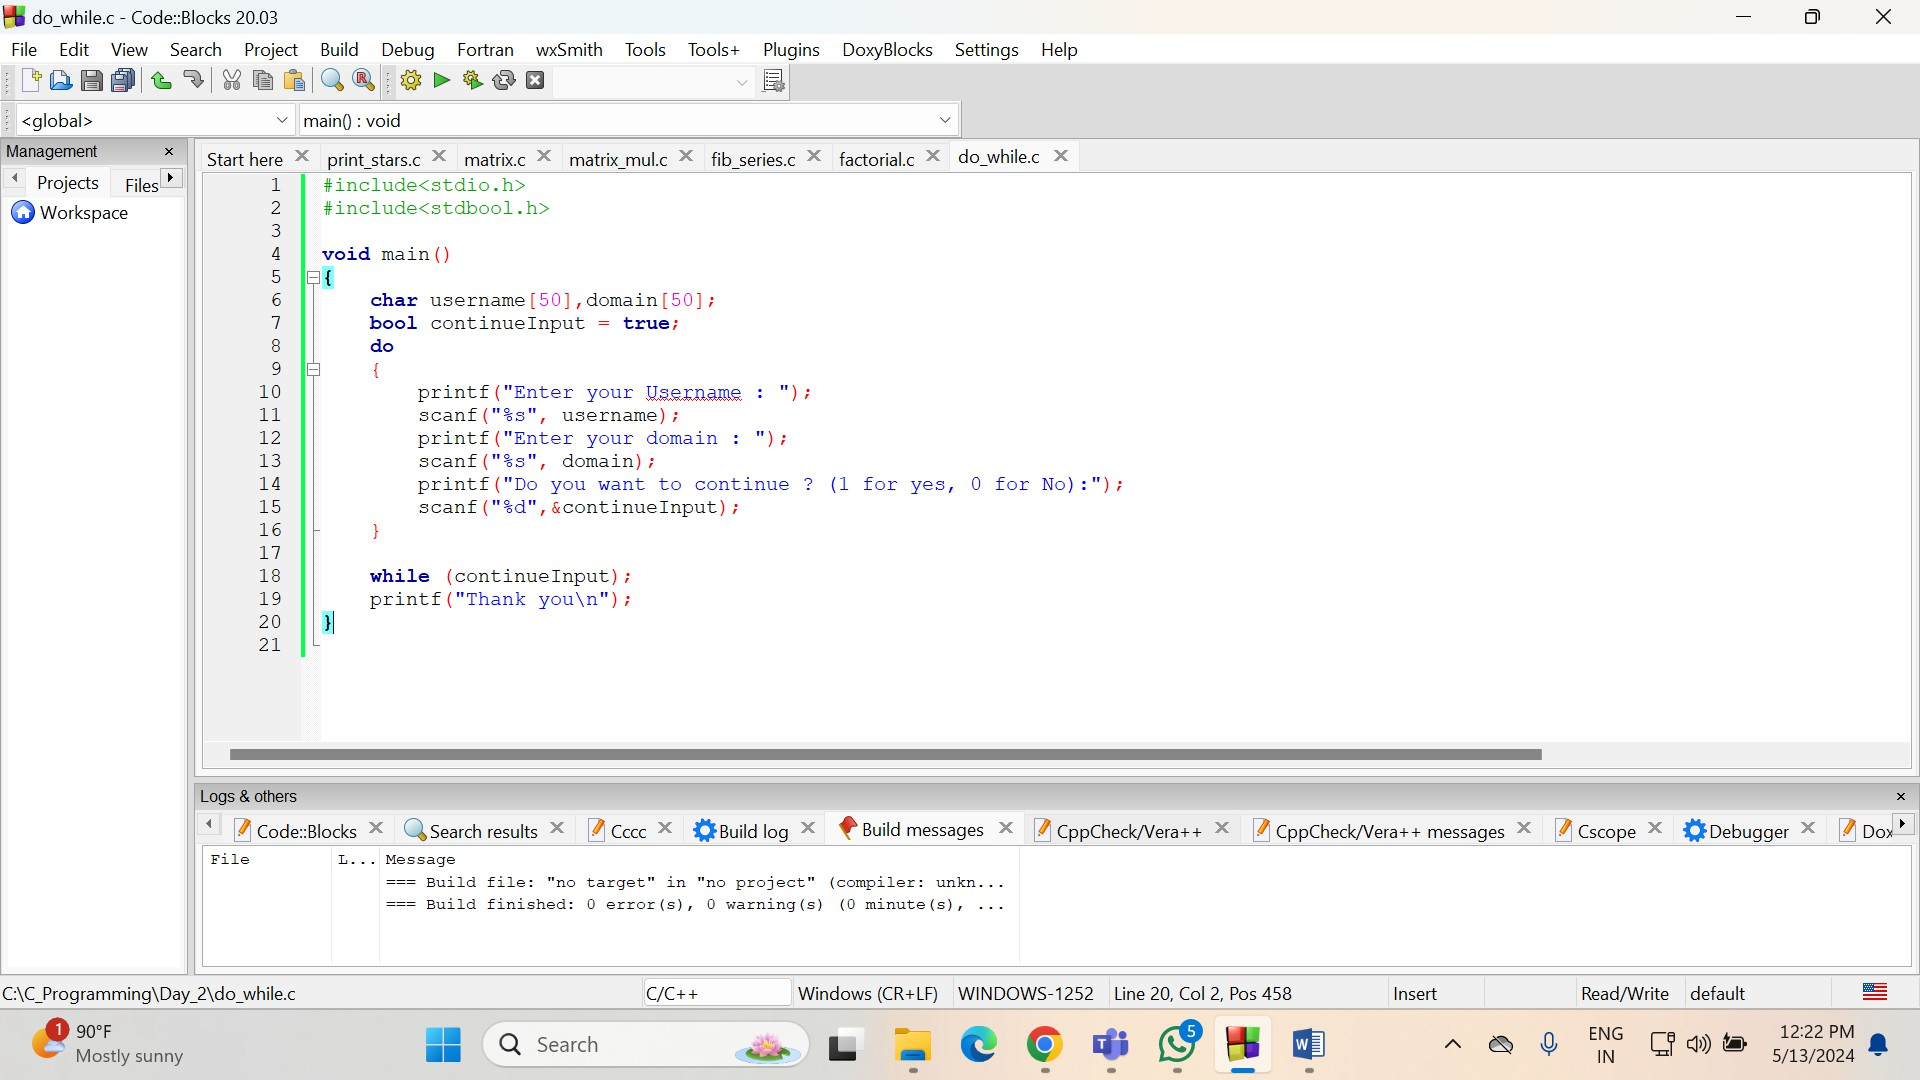 do_while.c - Code::Blocks 20.03
File Edit View Search Project Build Debug Fortran wxSmith Tools Tools+ Plugins DoxyBlocks Settings Help
<global> main() : void
Management
Projects Files
Workspace
Start here print_stars.c matrix.c matrix_mul.c fib_series.c factorial.c do_while.c
1 #include<stdio.h>
2 #include<stdbool.h>
3
4 void main()
5 {
6 char username[50],domain[50];
7 bool continueInput = true;
8 do
9 {
10 printf("Enter your Username : ");
11 scanf("%s", username);
12 printf("Enter your domain : ");
13 scanf("%s", domain);
14 printf("Do you want to continue ? (1 for yes, 0 for No):");
15 scanf("%d",&continueInput);
16 }
17
18 while (continueInput);
19 printf("Thank you\n");
20 }
21
Logs & others
Code::Blocks Search results Cccc Build log Build messages CppCheck/Vera++ CppCheck/Vera++ messages Cscope Debugger Dox
File L... Message
=== Build file: "no target" in "no project" (compiler: unkn...
=== Build finished: 0 error(s), 0 warning(s) (0 minute(s), ...
C:\C_Programming\Day_2\do_while.c C/C++ Windows (CR+LF) WINDOWS-1252 Line 20, Col 2, Pos 458 Insert Read/Write default
1 90°F
Mostly sunny
Search
5
ENG
IN
12:22 PM
5/13/2024